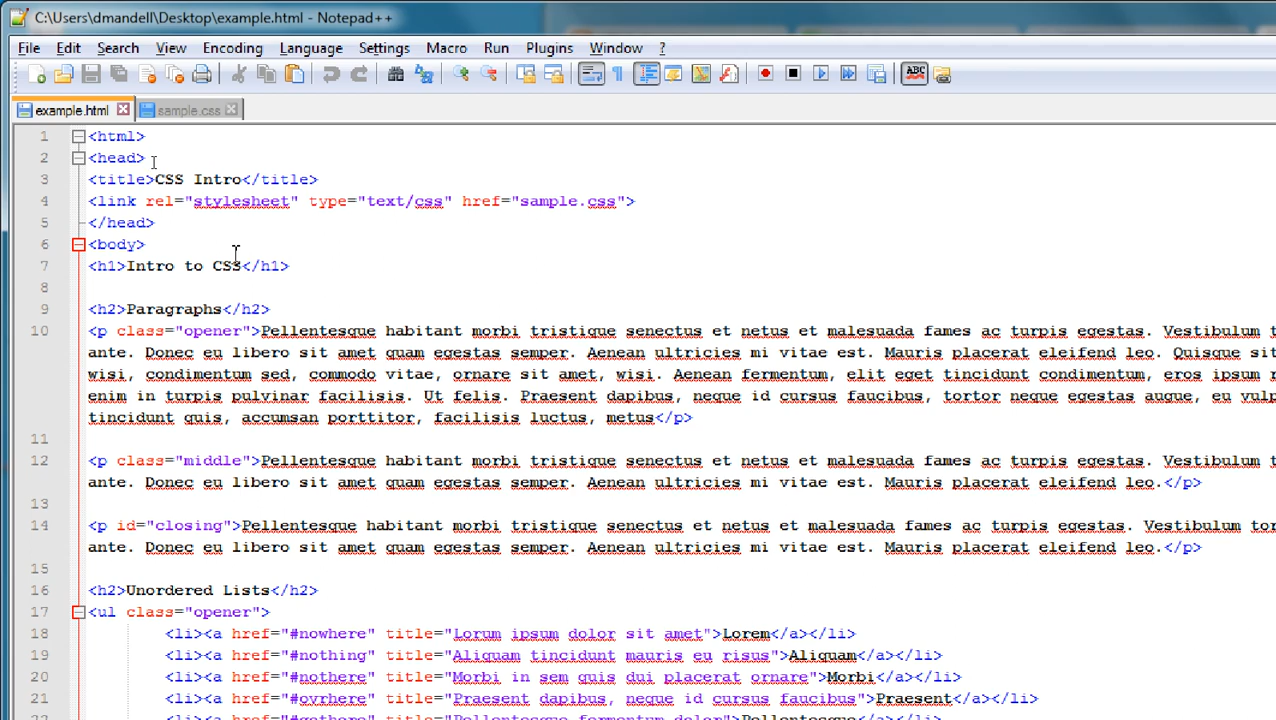 C:\Users\dmandell\Desktop\example.html - Notepad++
File Edit Search View Encoding Language Settings Macro Run Plugins Window ?
ABC
example.html sample.css
1 <html>
2 <head>
3 <title>CSS Intro</title>
4 <link rel="stylesheet" type="text/css" href="sample.css">
5 </head>
6 <body>
7 <h1>Intro to CSS</h1>
8
9 <h2>Paragraphs</h2>
10 <p class="opener">Pellentesque habitant morbi tristique senectus et netus et malesuada fames ac turpis egestas. Vestibulum t
ante. Donec eu libero sit amet quam egestas semper. Aenean ultricies mi vitae est. Mauris placerat eleifend leo. Quisque sit
wisi, condimentum sed, commodo vitae, ornare sit amet, wisi. Aenean fermentum, elit eget tincidunt condimentum, eros ipsum r
enim in turpis pulvinar facilisis. Ut felis. Praesent dapibus, neque id cursus faucibus, tortor neque egestas augue, eu vulp
tincidunt quis, accumsan porttitor, facilisis luctus, metus</p>
11
12 <p class="middle">Pellentesque habitant morbi tristique senectus et netus et malesuada fames ac turpis egestas. Vestibulum t
ante. Donec eu libero sit amet quam egestas semper. Aenean ultricies mi vitae est. Mauris placerat eleifend leo.</p>
13
14 <p id="closing">Pellentesque habitant morbi tristique senectus et netus et malesuada fames ac turpis egestas. Vestibulum tor
ante. Donec eu libero sit amet quam egestas semper. Aenean ultricies mi vitae est. Mauris placerat eleifend leo.</p>
15
16 <h2>Unordered Lists</h2>
17 <ul class="opener">
18 <li><a href="#nowhere" title="Lorum ipsum dolor sit amet">Lorem</a></li>
19 <li><a href="#nothing" title="Aliquam tincidunt mauris eu risus">Aliquam</a></li>
20 <li><a href="#nothere" title="Morbi in sem quis dui placerat ornare">Morbi</a></li>
21 <li><a href="#ovrhere" title="Praesent dapibus, neque id cursus faucibus">Praesent</a></li>
22 <li><a href="#gothere" title="Pellentesque fermentum dolor">Pellentesque</a></li>